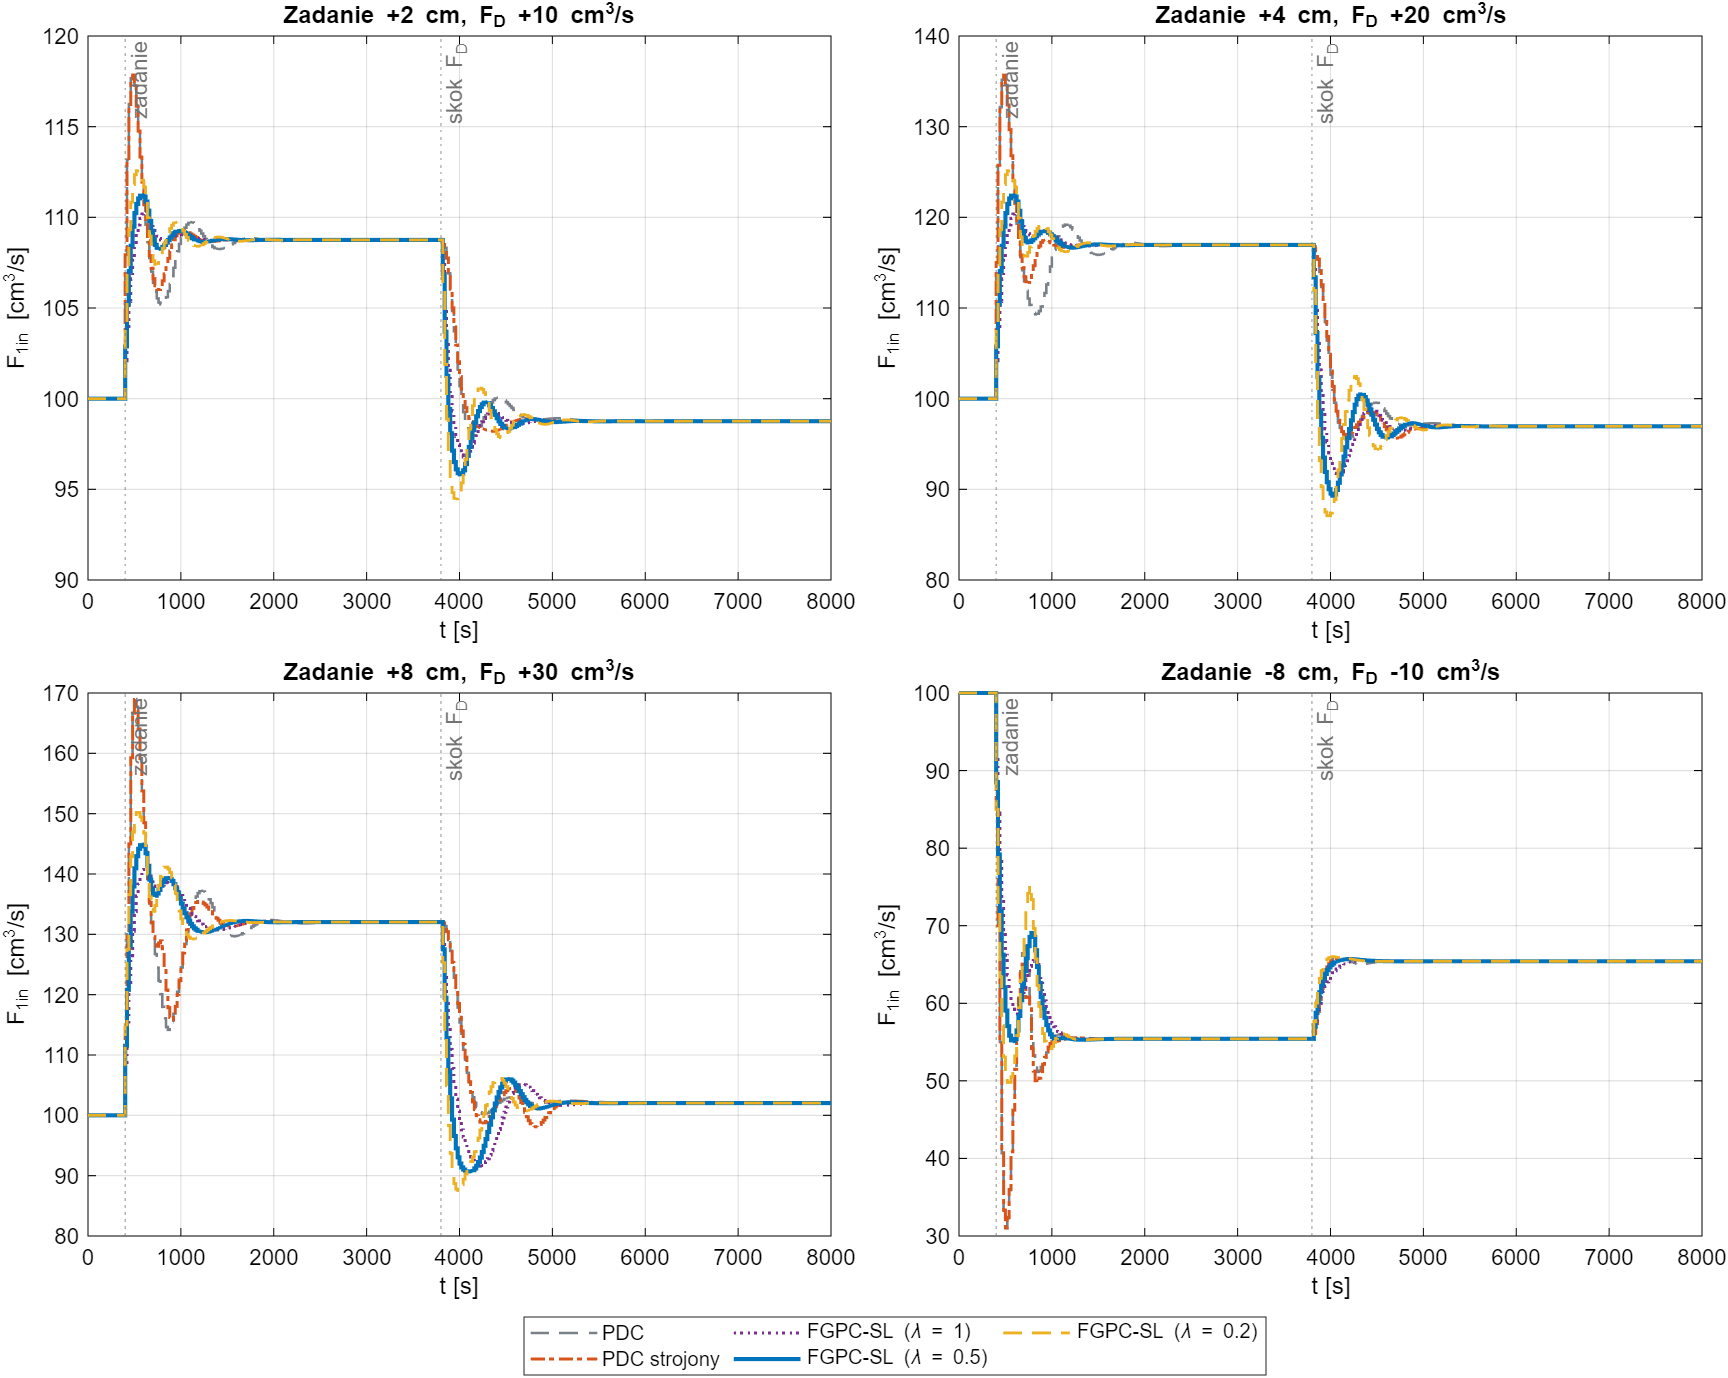 Zadanie +2 cm, F_D +10 cm³/s
120
115
110
105
100
95
90
F_1in [cm³/s]
zadanie
skok F_D
0 1000 2000 3000 4000 5000 6000 7000 8000
t [s]
Zadanie +4 cm, F_D +20 cm³/s
140
130
120
110
100
90
80
F_1in [cm³/s]
zadanie
skok F_D
0 1000 2000 3000 4000 5000 6000 7000 8000
t [s]
Zadanie +8 cm, F_D +30 cm³/s
170
160
150
140
130
120
110
100
90
80
F_1in [cm³/s]
zadanie
skok F_D
0 1000 2000 3000 4000 5000 6000 7000 8000
t [s]
Zadanie -8 cm, F_D -10 cm³/s
100
90
80
70
60
50
40
30
F_1in [cm³/s]
zadanie
skok F_D
0 1000 2000 3000 4000 5000 6000 7000 8000
t [s]
PDC
PDC strojony
FGPC-SL (λ = 1)
FGPC-SL (λ = 0.5)
FGPC-SL (λ = 0.2)